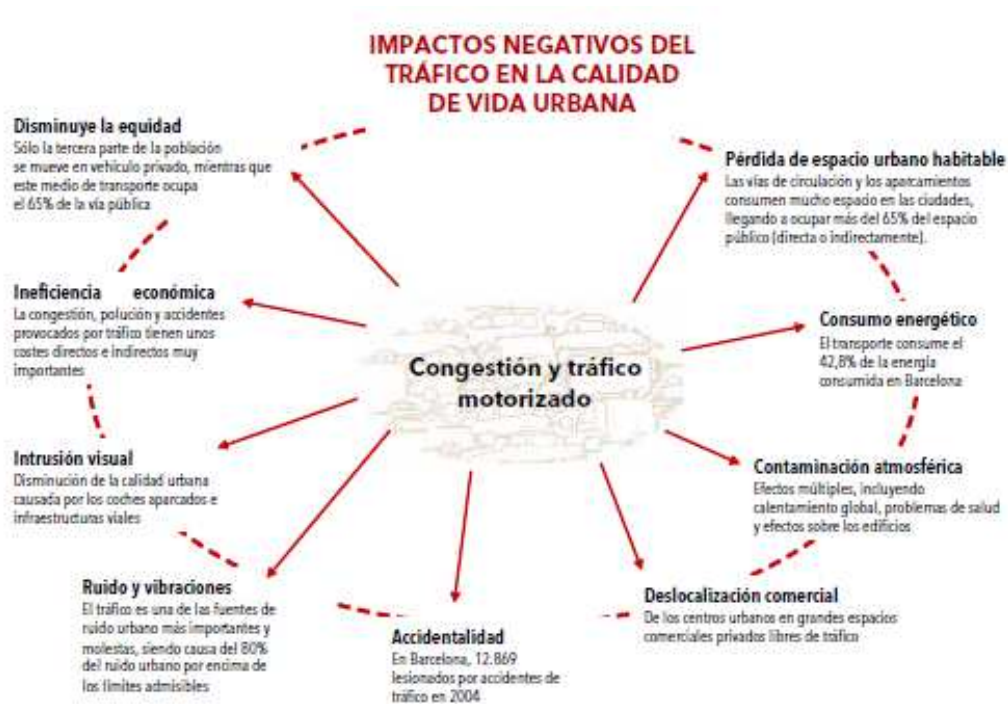 IMPACTOS NEGATIVOS DEL
TRÁFICO EN LA CALIDAD
DE VIDA URBANA
Disminuye la equidad
Sólo la tercera parte de la población
se mueve en vehículo privado, mientras que
este medio de transporte ocupa
el 65% de la vía pública
Pérdida de espacio urbano habitable
Las vías de circulación y los aparcamientos
consumen mucho espacio en las ciudades,
llegando a ocupar más del 65% del espacio
público (directa o indirectamente).
Ineficiencia económica
La congestión, polución y accidentes
provocados por tráfico tienen unos
costes directos e indirectos muy
importantes
Consumo energético
El transporte consume el
42,8% de la energía
consumida en Barcelona
Congestión y tráfico
motorizado
Intrusión visual
Disminución de la calidad urbana
causada por los coches aparcados e
infraestructuras viales
Contaminación atmosférica
Efectos múltiples, incluyendo
calentamiento global, problemas de salud
y efectos sobre los edificios
Ruido y vibraciones
El tráfico es una de las fuentes de
ruido urbano más importantes y
molestas, siendo causa del 80%
del ruido urbano por encima de
los límites admisibles
Accidentalidad
En Barcelona, 12.869
lesionados por accidentes de
tráfico en 2004
Deslocalización comercial
De los centros urbanos en grandes espacios
comerciales privados libres de tráfico